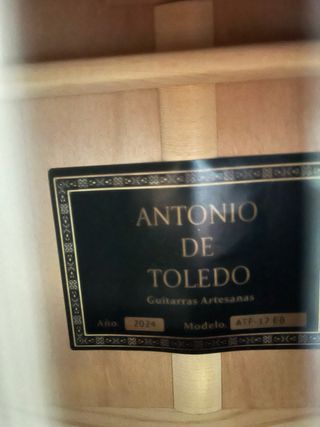 ANTONIO
DE
TOLEDO
Guitarras Artesanas
Año. 2024 Modelo. ATF-17 EQ